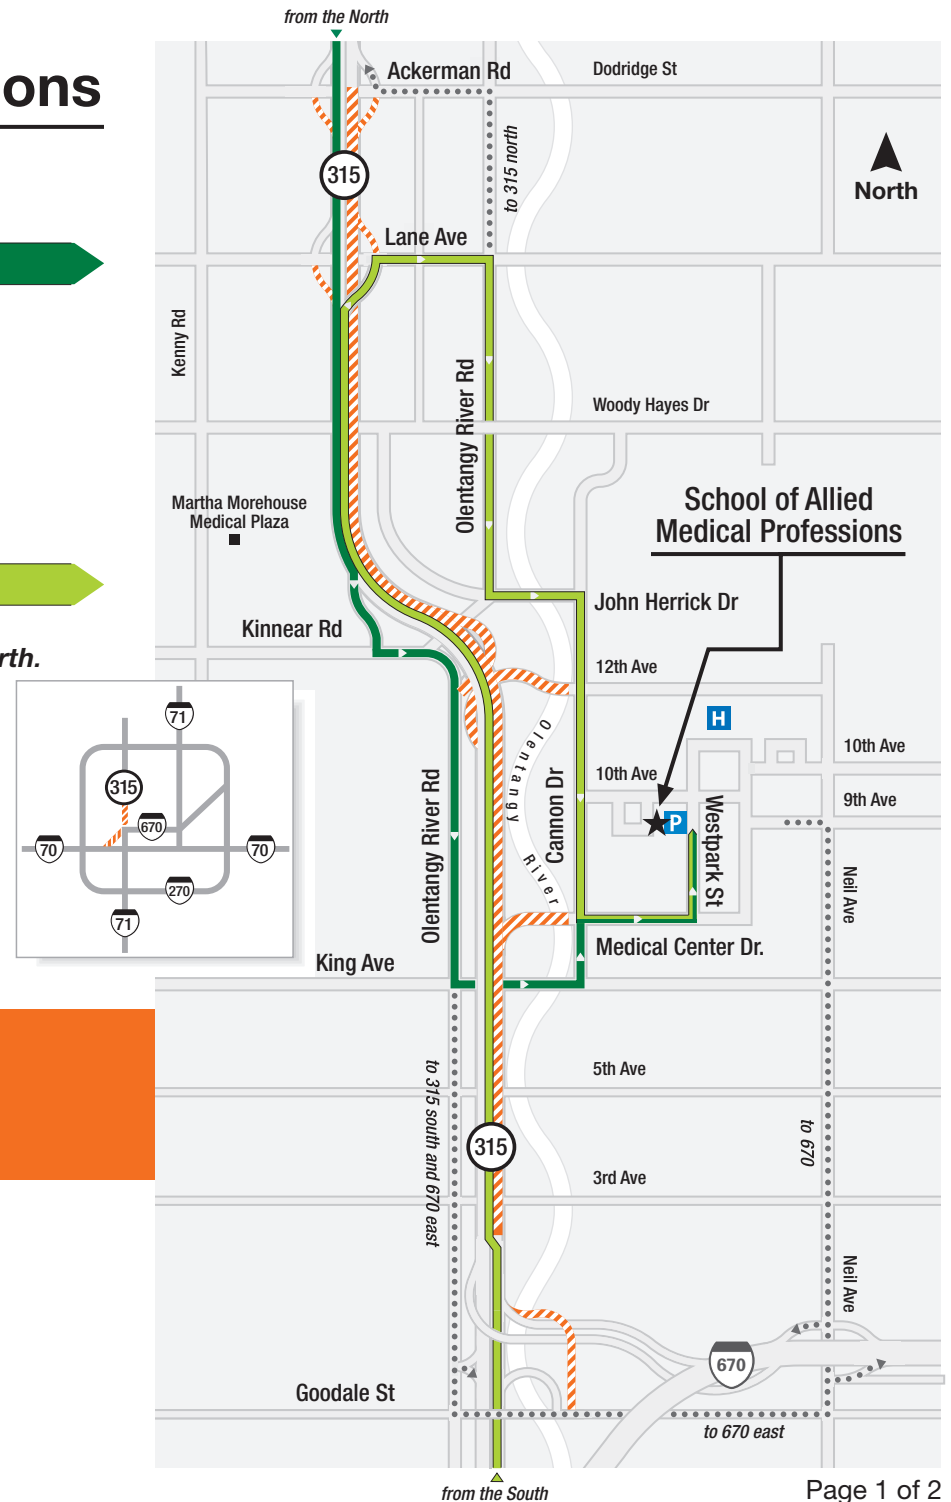 from the North
ons
Ackerman Rd
Dodridge St
315
to 315 north
North
Lane Ave
Kenny Rd
Olentangy River Rd
Woody Hayes Dr
Martha Morehouse
Medical Plaza
School of Allied
Medical Professions
John Herrick Dr
Kinnear Rd
rth.
12th Ave
H
71
315
670
70
70
270
71
Olentangy River
10th Ave
10th Ave
9th Ave
P
Olentangy River Rd
Cannon Dr
Westpark St
Neil Ave
Medical Center Dr.
King Ave
5th Ave
to 315 south and 670 east
315
to 670
3rd Ave
Neil Ave
670
Goodale St
to 670 east
from the South
Page 1 of 2